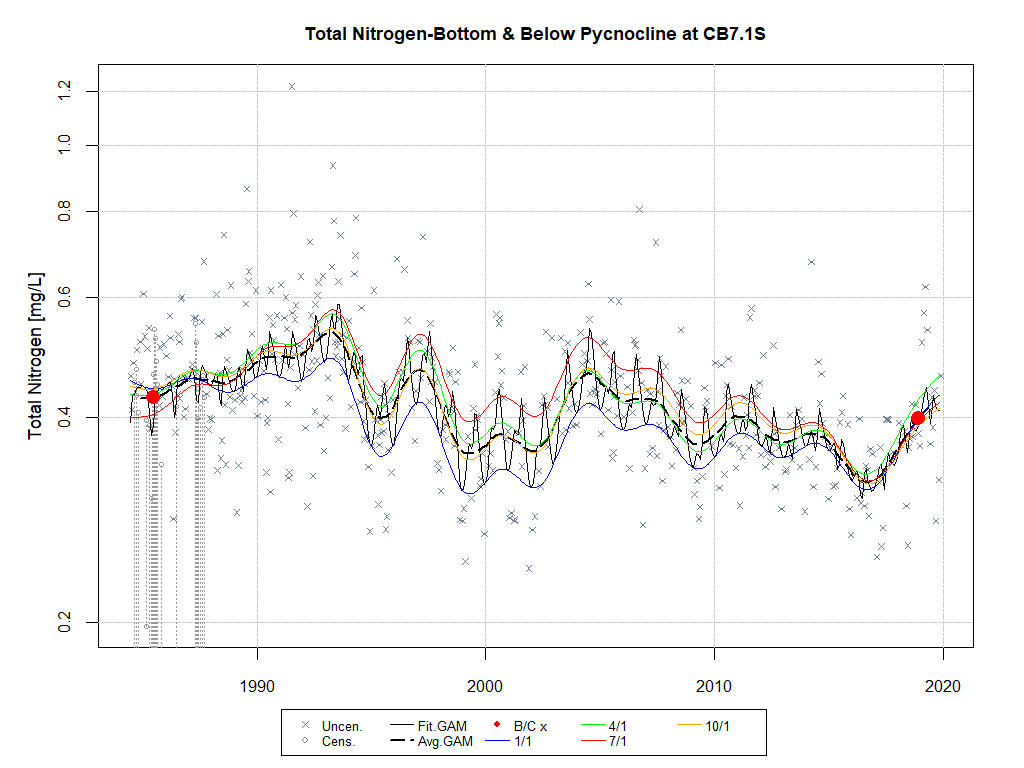 Total Nitrogen-Bottom & Below Pycnocline at CB7.1S
Total Nitrogen [mg/L]
1.2
1.0
0.8
0.6
0.4
0.2
1990 2000 2010 2020
Uncen. Fit.GAM B/C x 4/1 10/1
Cens. Avg.GAM 1/1 7/1